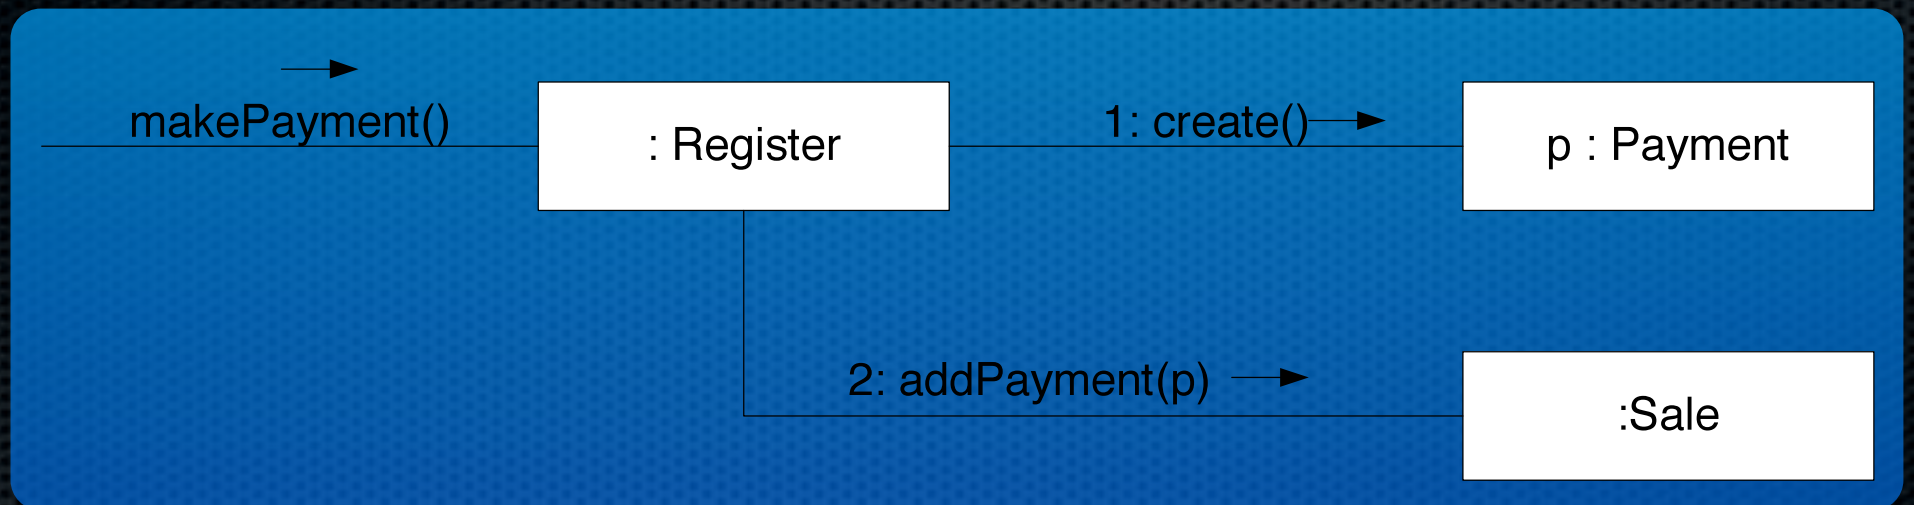 makePayment()
: Register
1: create()
p : Payment
2: addPayment(p)
:Sale